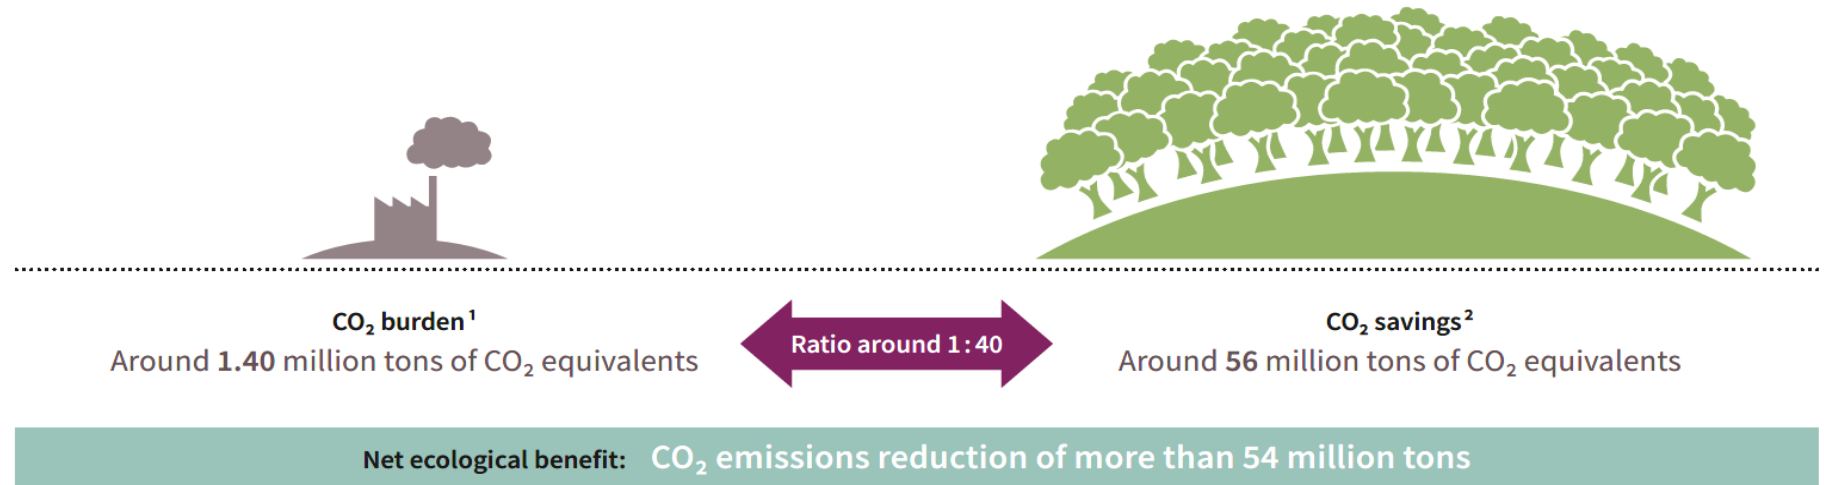 CO₂ burden¹
Around 1.40 million tons of CO₂ equivalents
Ratio around 1:40
CO₂ savings²
Around 56 million tons of CO₂ equivalents
Net ecological benefit: CO₂ emissions reduction of more than 54 million tons